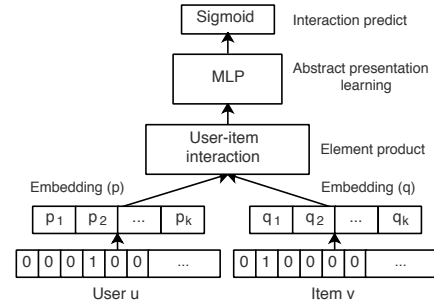 Sigmoid
Interaction predict
MLP
Abstract presentation
learning
User-item
interaction
Element product
Embedding (p)
Embedding (q)
p1 p2 ... pk
q1 q2 ... qk
0 0 0 1 0 0 ...
0 1 0 0 0 0 ...
User u
Item v